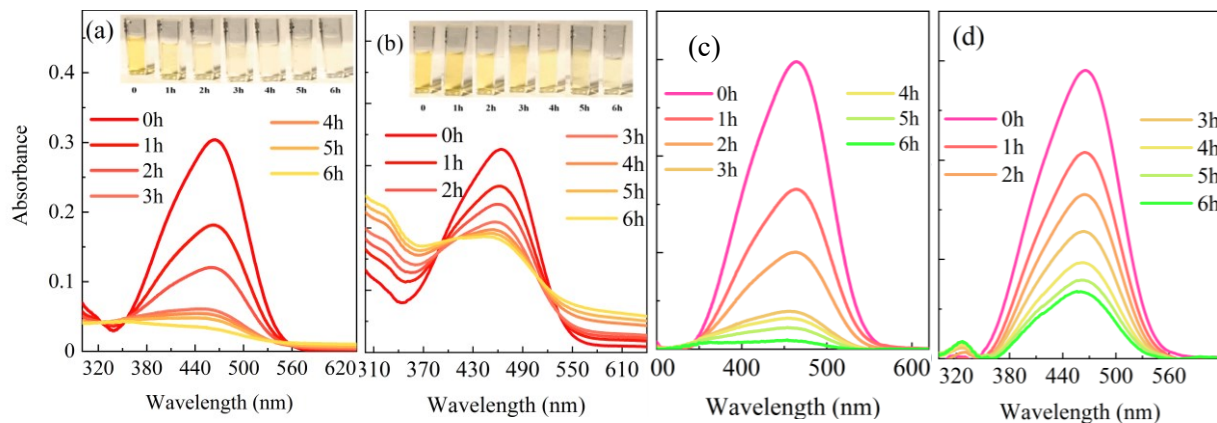 (a)
0 1h 2h 3h 4h 5h 6h
0h
1h
2h
3h
4h
5h
6h
0.4
0.3
0.2
0.1
0
Absorbance
300 380 460 540 620
Wavelength (nm)
(b)
0 1h 2h 3h 4h 5h 6h
0h
1h
2h
3h
4h
5h
6h
310 370 430 490 550 610
Wavelength (nm)
(c)
0h
1h
2h
3h
4h
5h
6h
00 400 500 600
Wavelength (nm)
(d)
0h
1h
2h
3h
4h
5h
6h
320 380 440 500 560
Wavelength (nm)